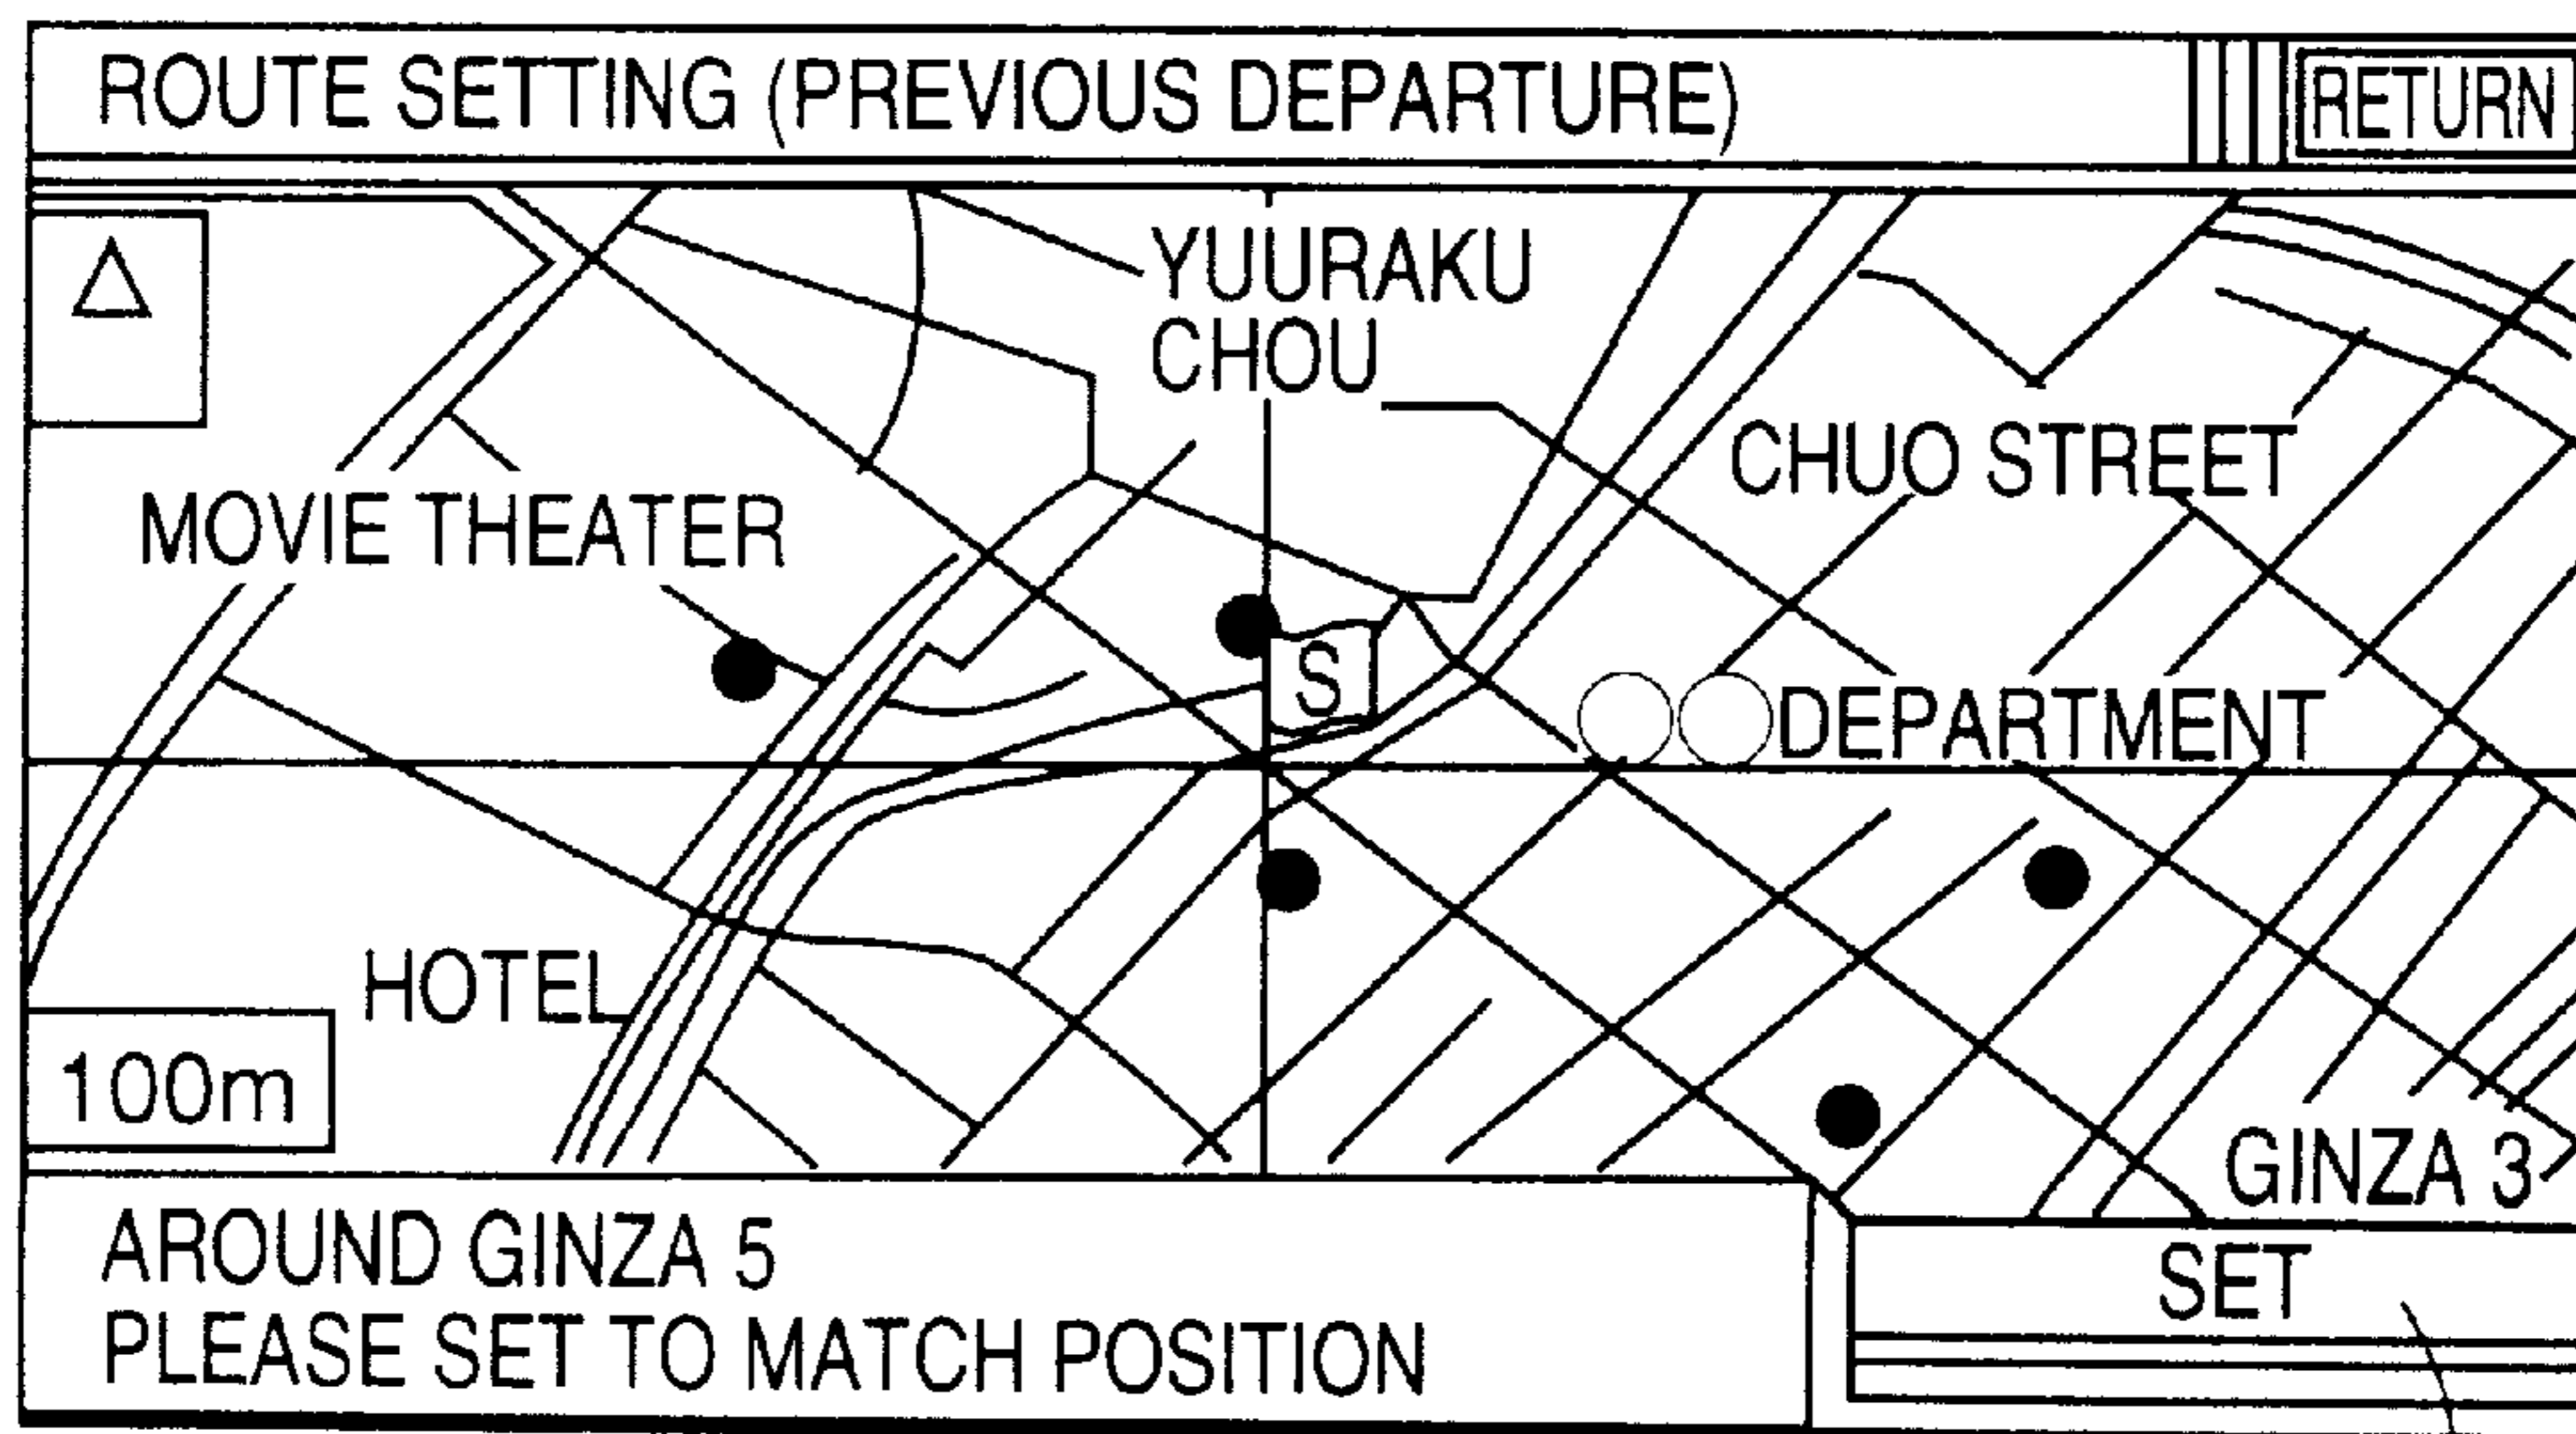 ROUTE SETTING (PREVIOUS DEPARTURE)
RETURN
YUURAKU
CHOU
CHUO STREET
MOVIE THEATER
S
○○DEPARTMENT
HOTEL
100m
GINZA 3
AROUND GINZA 5
PLEASE SET TO MATCH POSITION
SET